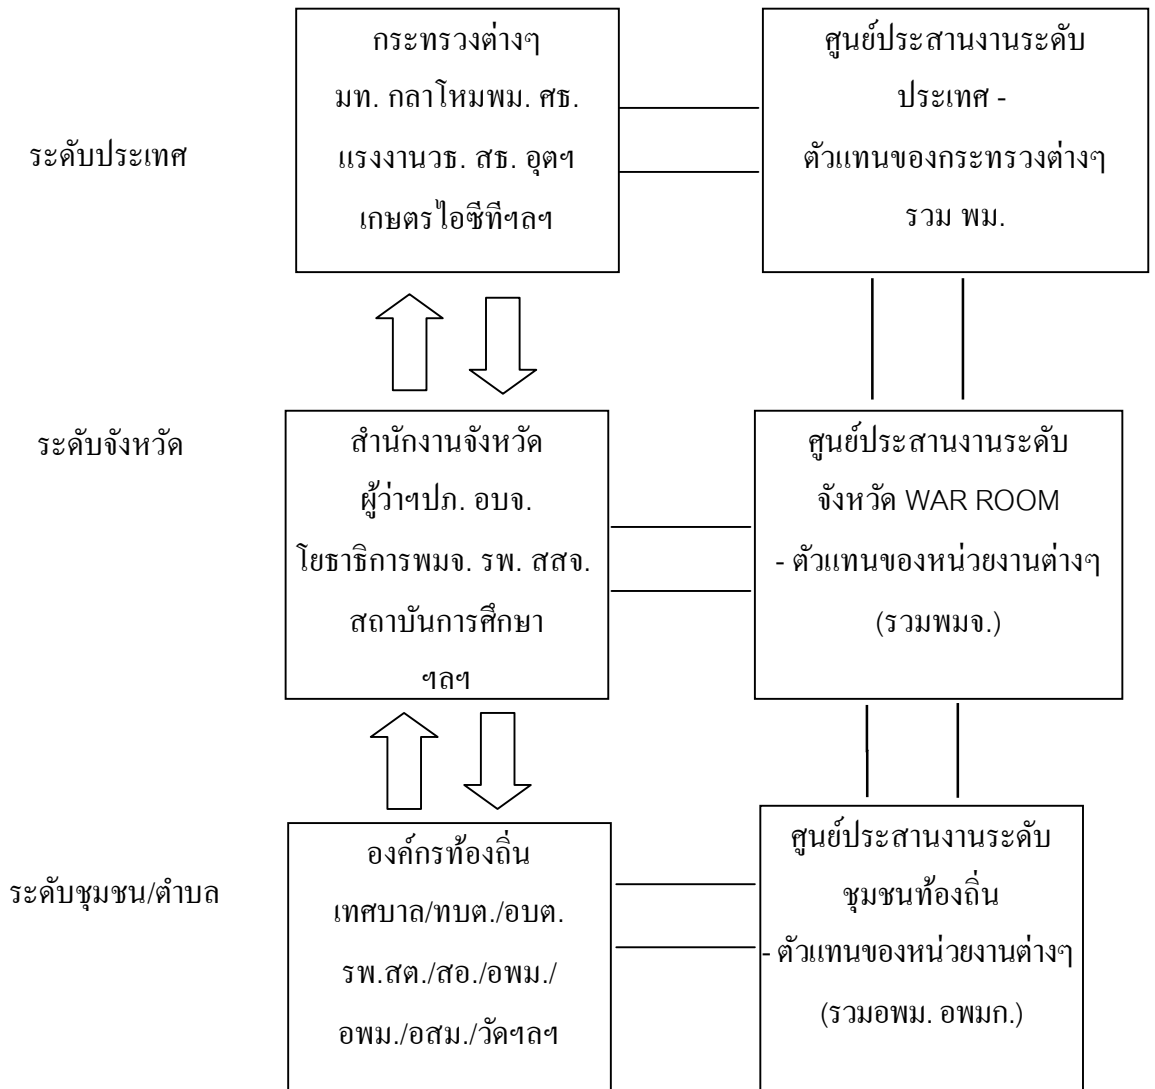 กระทรวงต่างๆ
มท. กลาโหมพม. ศธ.
แรงงานวธ. สธ. อุตฯ
เกษตรไอซีทีฯลฯ
ศูนย์ประสานงานระดับ
ประเทศ -
ตัวแทนของกระทรวงต่างๆ
รวม พม.
ระดับประเทศ
ระดับจังหวัด
สำนักงานจังหวัด
ผู้ว่าฯปภ. อบจ.
โยธาธิการพมจ. รพ. สสจ.
สถาบันการศึกษา
ฯลฯ
ศูนย์ประสานงานระดับ
จังหวัด WAR ROOM
- ตัวแทนของหน่วยงานต่างๆ
(รวมพมจ.)
ระดับชุมชน/ตำบล
องค์กรท้องถิ่น
เทศบาล/ทบต./อบต.
รพ.สต./สอ./อพม./
อพม./อสม./วัดฯลฯ
ศูนย์ประสานงานระดับ
ชุมชนท้องถิ่น
- ตัวแทนของหน่วยงานต่างๆ
(รวมอพม. อพมก.)